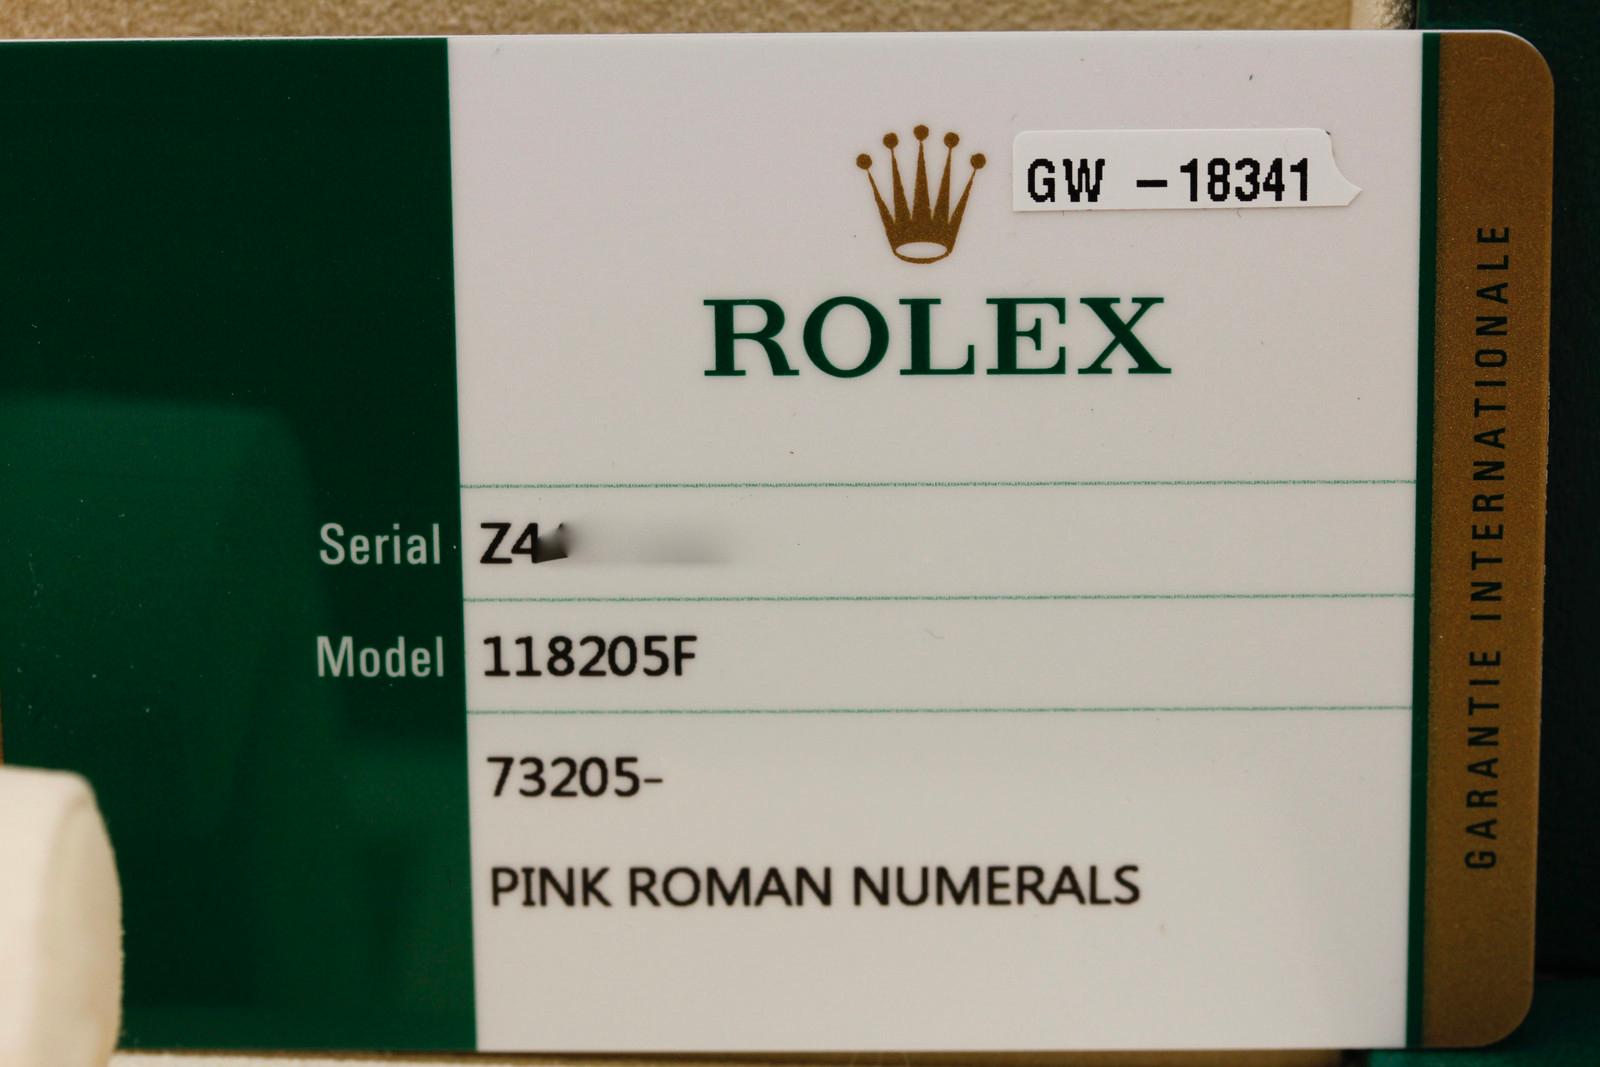 GW -18341
ROLEX
Serial Z4
Model 118205F
73205-
PINK ROMAN NUMERALS
GARANTIE INTERNATIONALE